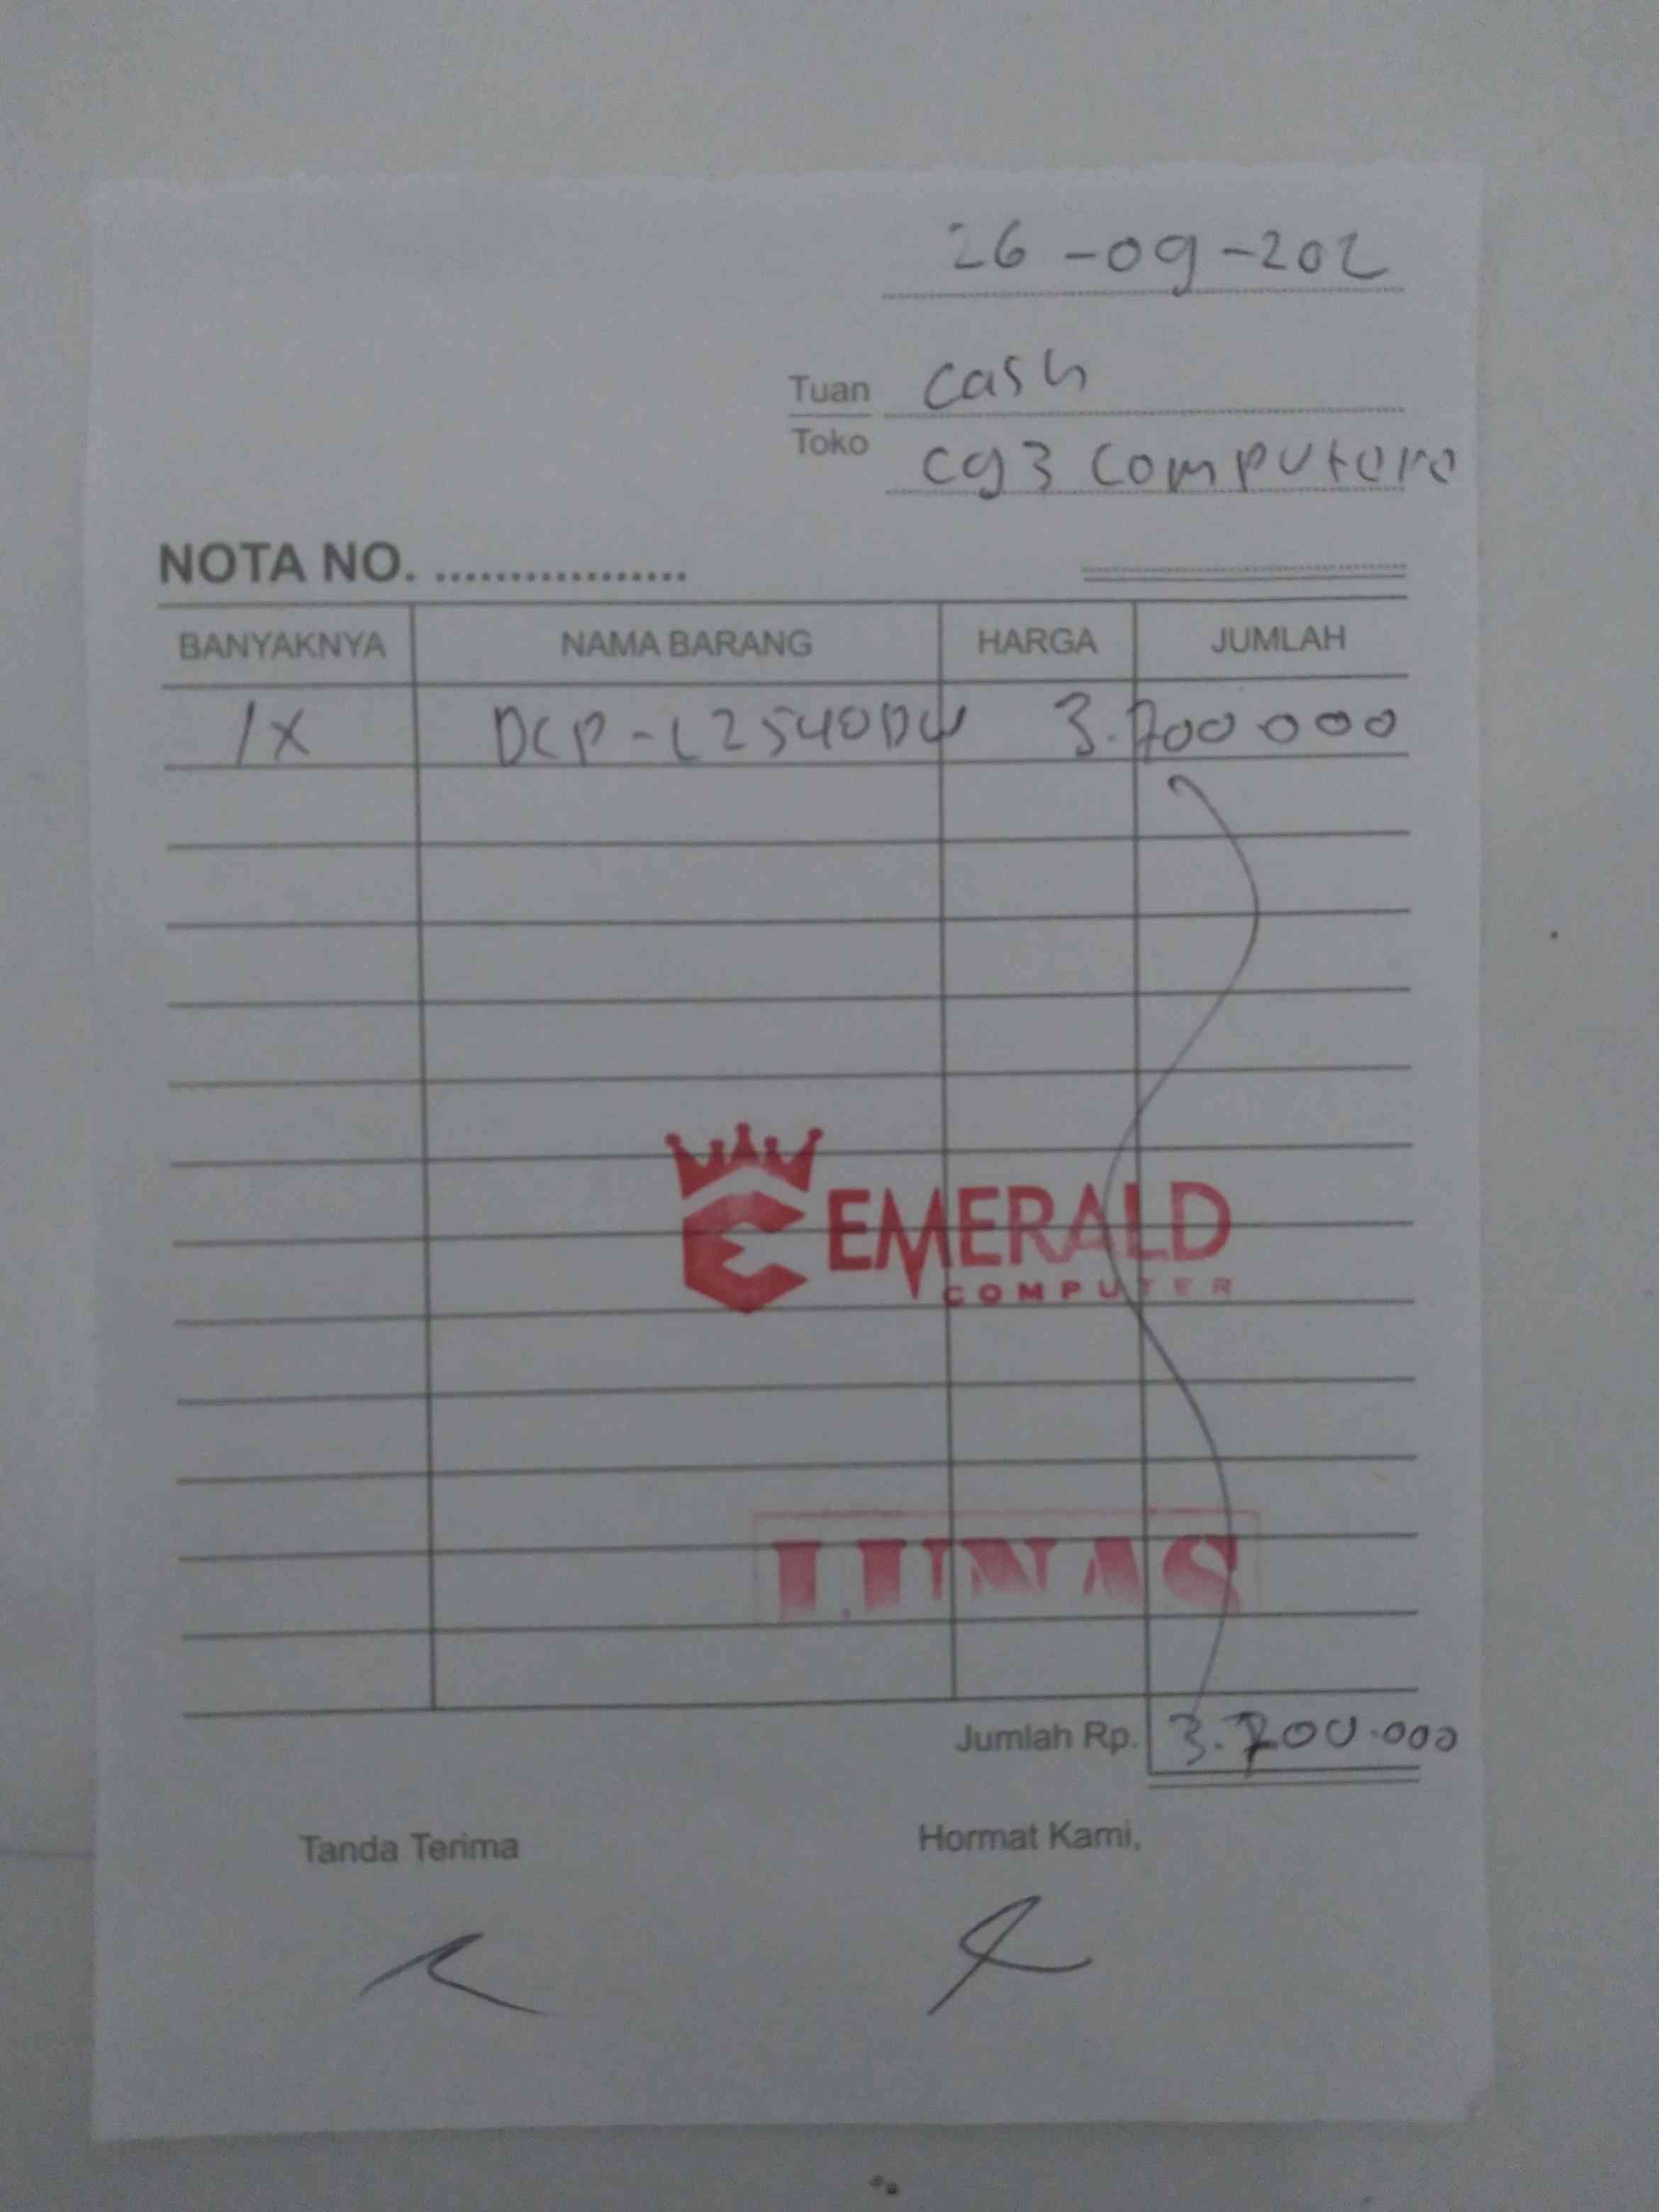 26-09-202
Tuan cash
Toko cg3 computere
NOTA NO. .................
BANYAKNYA NAMA BARANG HARGA JUMLAH
1X DCP-L2540DW 3.700 000
EMERALD
COMPUTER
LUNAS
Jumlah Rp. 3.700.000
Tanda Terima Hormat Kami,